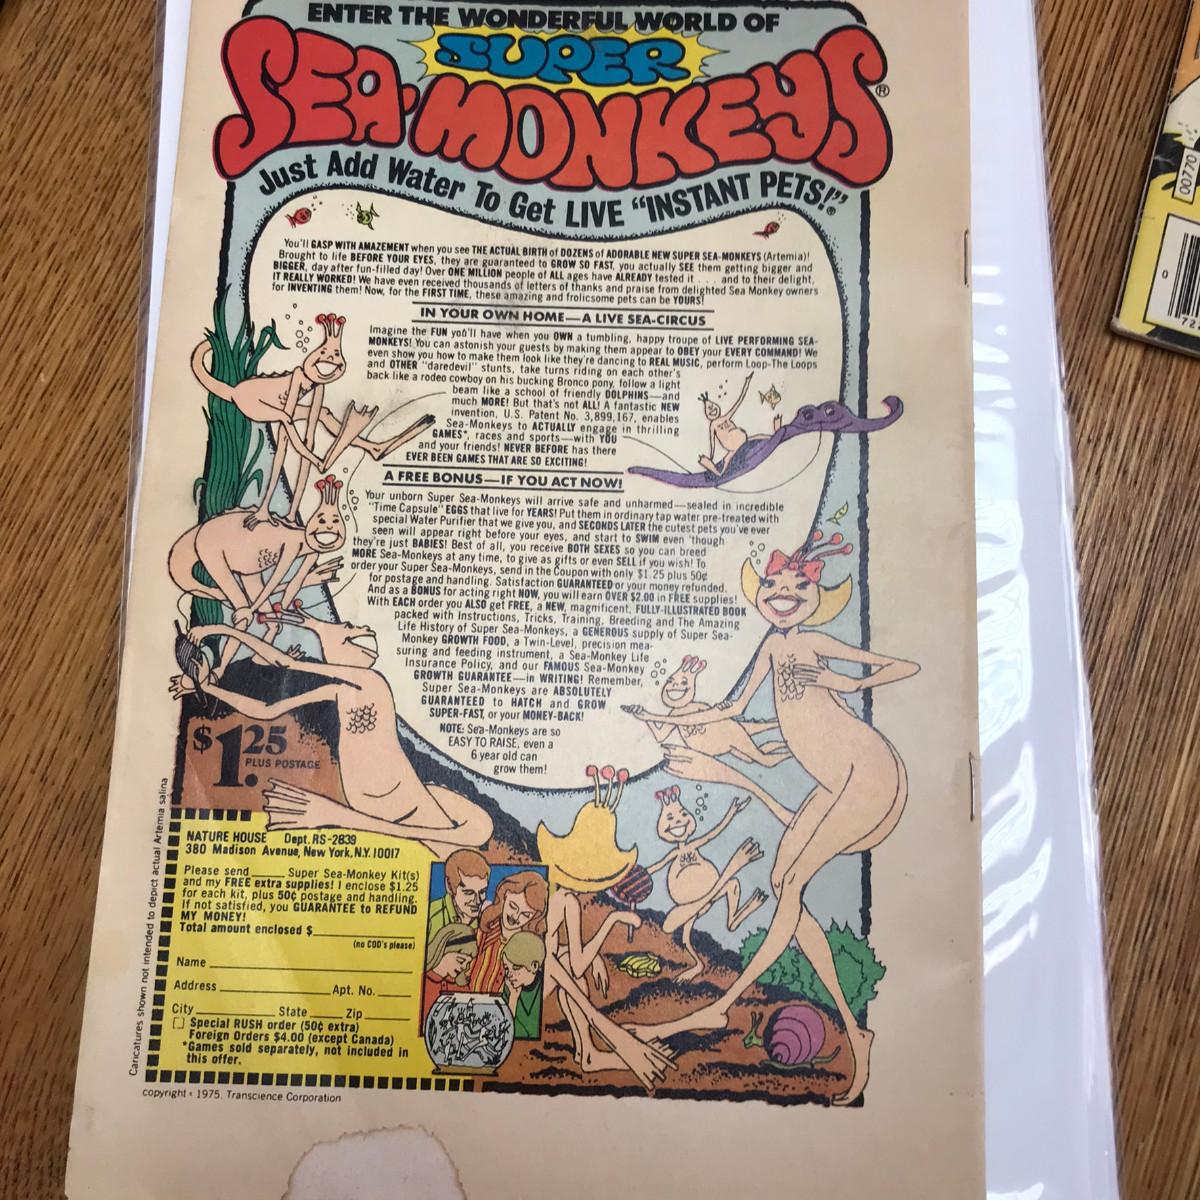 ENTER THE WONDERFUL WORLD OF
SUPER
SEA-MONKEYS®
Just Add Water To Get LIVE "INSTANT PETS!"
You'll GASP WITH AMAZEMENT when you see THE ACTUAL BIRTH of DOZENS of ADORABLE NEW SUPER SEA-MONKEYS (Artemia)!
Brought to life BEFORE YOUR EYES, they are guaranteed to GROW SO FAST, you actually SEE them getting bigger and
BIGGER, day after fun-filled day! Over ONE MILLION people of ALL ages have ALREADY tested it . . . and to their delight,
IT REALLY WORKED! We have even received thousands of letters of thanks and praise from delighted Sea Monkey owners
for INVENTING them! Now, for the FIRST TIME, these amazing and frolicsome pets can be YOURS!
IN YOUR OWN HOME—A LIVE SEA-CIRCUS
Imagine the FUN you'll have when you OWN a tumbling, happy troupe of LIVE PERFORMING SEA-
MONKEYS! You can astonish your guests by making them appear to OBEY your EVERY COMMAND! We
even show you how to make them look like they're dancing to REAL MUSIC, perform Loop-The Loops
and OTHER "daredevil" stunts, take turns riding on each other's
back like a rodeo cowboy on his bucking Bronco pony, follow a light
beam like a school of friendly DOLPHINS—and
much MORE! But that's not ALL! A fantastic NEW
invention, U.S. Patent No. 3,899,167, enables
Sea-Monkeys to ACTUALLY engage in thrilling
GAMES*, races and sports—with YOU
and your friends! NEVER BEFORE has there
EVER BEEN GAMES THAT ARE SO EXCITING!
A FREE BONUS—IF YOU ACT NOW!
Your unborn Super Sea-Monkeys will arrive safe and unharmed—sealed in incredible
"Time Capsule" EGGS that live for YEARS! Put them in ordinary tap water pre-treated with
special Water Purifier that we give you, and SECONDS LATER the cutest pets you've ever
seen will appear right before your eyes, and start to SWIM even 'though
they're just BABIES! Best of all, you receive BOTH SEXES so you can breed
MORE Sea-Monkeys at any time, to give as gifts or even SELL if you wish! To
order your Super Sea-Monkeys, send in the Coupon with only $1.25 plus 50¢
for postage and handling. Satisfaction GUARANTEED or your money refunded.
And as a BONUS for acting right NOW, you will earn OVER $2.00 in FREE supplies!
With EACH order you ALSO get FREE, a NEW, magnificent, FULLY-ILLUSTRATED BOOK
packed with Instructions, Tricks, Training, Breeding and The Amazing
Life History of Super Sea-Monkeys, a GENEROUS supply of Super Sea-
Monkey GROWTH FOOD, a Twin-Level, precision mea-
suring and feeding instrument, a Sea-Monkey Life
Insurance Policy, and our FAMOUS Sea-Monkey
GROWTH GUARANTEE—in WRITING! Remember,
Super Sea-Monkeys are ABSOLUTELY
GUARANTEED to HATCH and GROW
SUPER-FAST, or your MONEY-BACK!
NOTE: Sea-Monkeys are so
EASY TO RAISE, even a
6 year old can
grow them!
$1.25
PLUS POSTAGE
NATURE HOUSE Dept. RS-2839
380 Madison Avenue, New York, N.Y. 10017
Please send _____ Super Sea-Monkey Kit(s)
and my FREE extra supplies! I enclose $1.25
for each kit, plus 50¢ postage and handling.
If not satisfied, you GUARANTEE to REFUND
MY MONEY!
Total amount enclosed $__________
(no COD's please)
Name __________
Address __________ Apt. No. _____
City __________ State _____ Zip _____
Special RUSH order (50¢ extra)
Foreign Orders $4.00 (except Canada)
*Games sold separately, not included in
this offer.
Caricatures shown not intended to depict actual Artemia salina
copyright • 1975, Transcience Corporation
00770
0